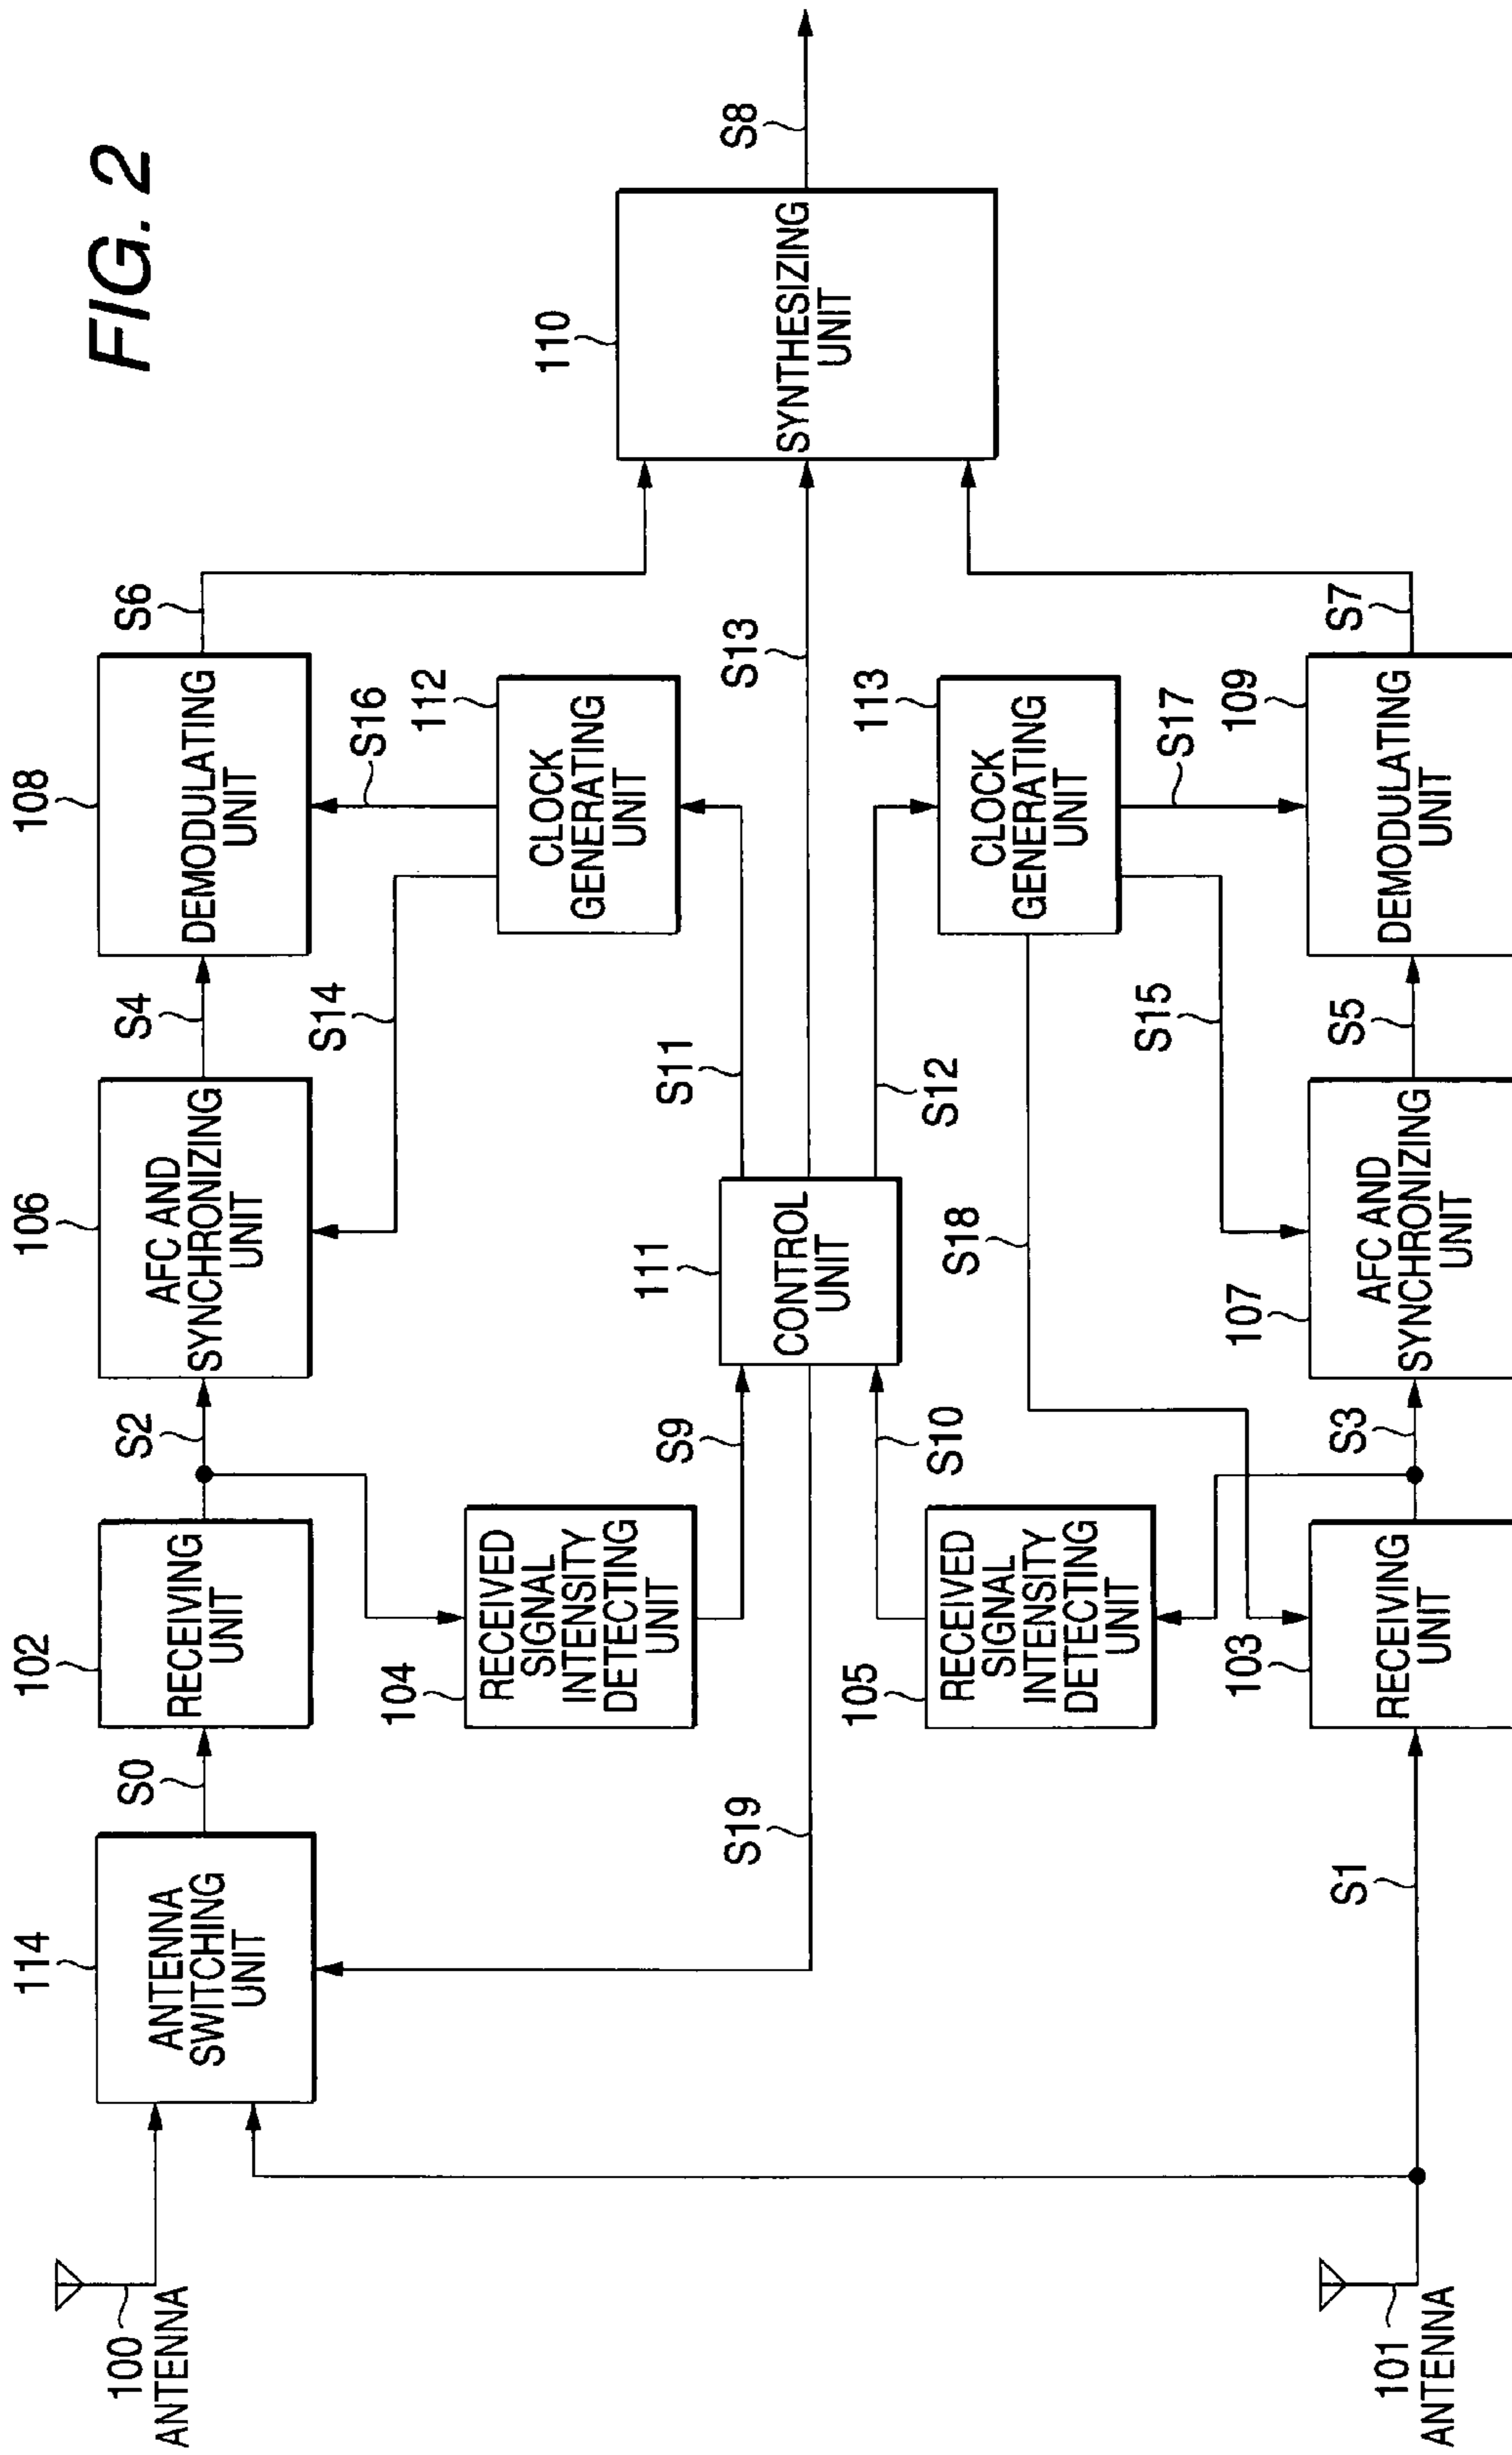 FIG. 2
100
ANTENNA
114
ANTENNA
SWITCHING
UNIT
S0
102
RECEIVING
UNIT
S2
106
AFC AND
SYNCHRONIZING
UNIT
S4
108
DEMODULATING
UNIT
S6
104
RECEIVED
SIGNAL
INTENSITY
DETECTING
UNIT
S14
S16
112
CLOCK
GENERATING
UNIT
S9
S11
S19
111
CONTROL
UNIT
S13
110
SYNTHESIZING
UNIT
S8
S10
S12
105
RECEIVED
SIGNAL
INTENSITY
DETECTING
UNIT
S18
113
CLOCK
GENERATING
UNIT
S15
S17
101
ANTENNA
S1
103
RECEIVING
UNIT
S3
107
AFC AND
SYNCHRONIZING
UNIT
S5
109
DEMODULATING
UNIT
S7